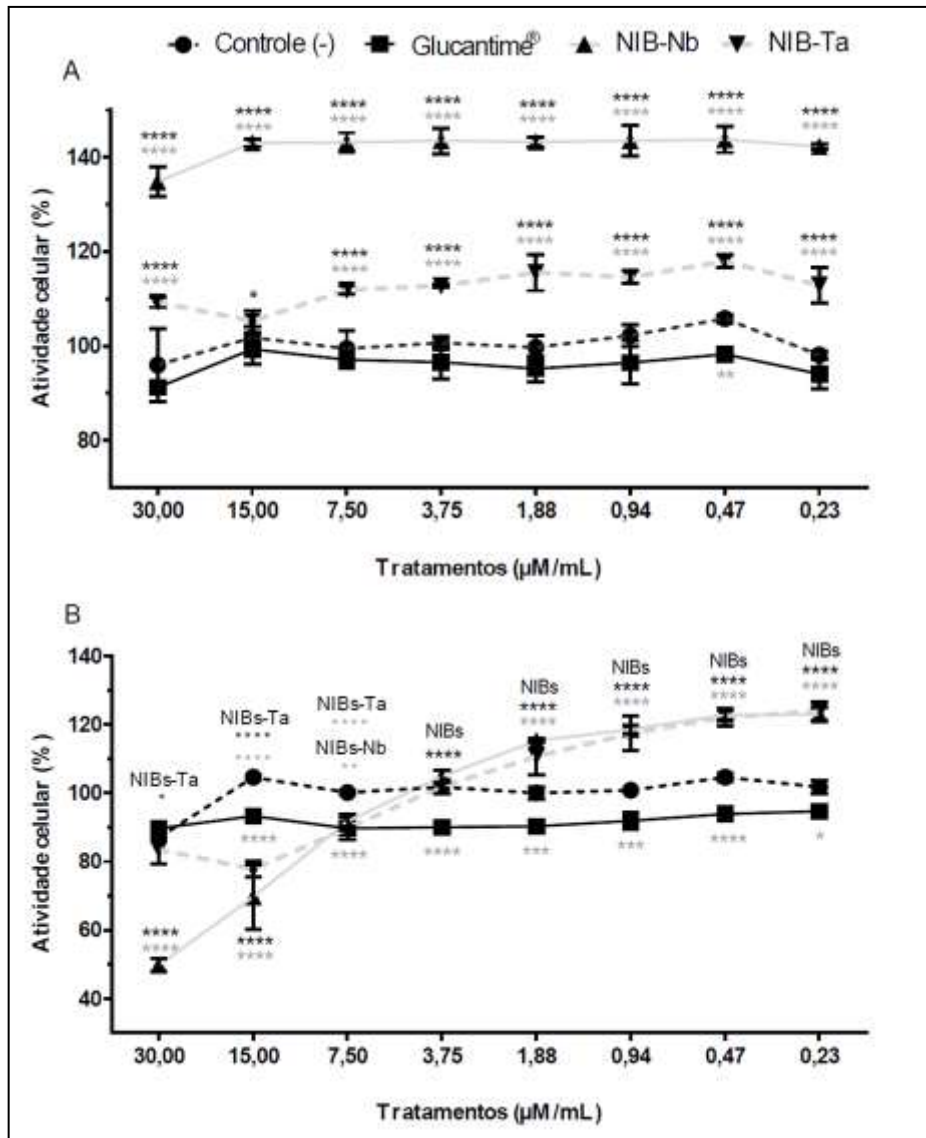 Controle (-) Glucantime® NIB-Nb NIB-Ta
A
**** **** **** **** **** **** **** ****
**** **** **** **** **** **** **** ****
140
**** **** **** **** **** **** ****
**** * **** **** **** **** **** ****
120
100
**
80
Atividade celular (%)
30,00 15,00 7,50 3,75 1,88 0,94 0,47 0,23
Tratamentos (µM/mL)
B
140
NIBs-Ta NIBs-Ta NIBs-Ta NIBs NIBs NIBs NIBs NIBs
* **** **** **** **** **** **** ****
**** NIBs-Nb **** **** **** ****
**
120
100
80
60
40
**** *** *** **** *
****
**** ****
**** ****
Atividade celular (%)
30,00 15,00 7,50 3,75 1,88 0,94 0,47 0,23
Tratamentos (µM/mL)